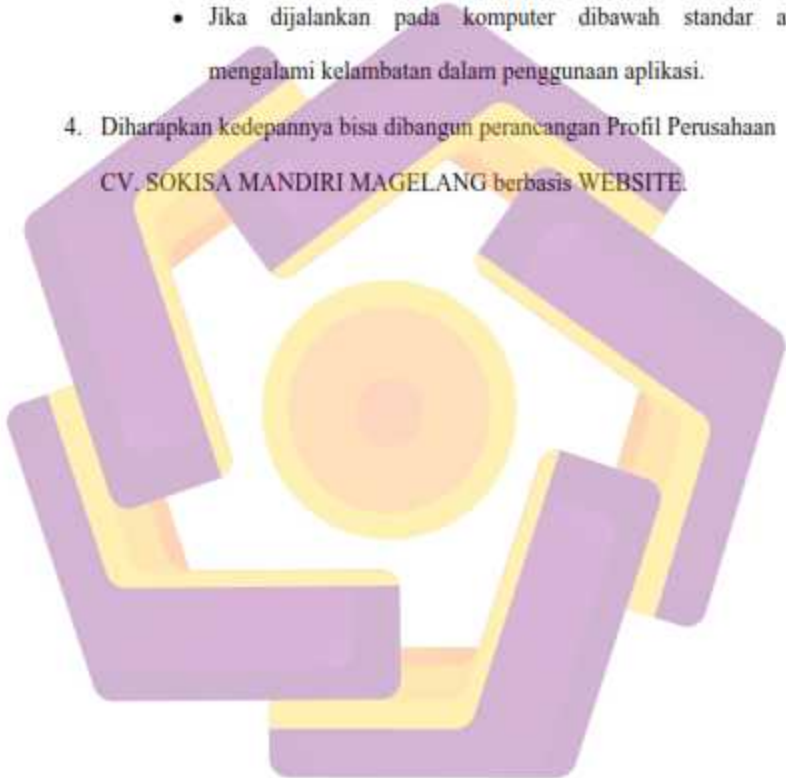 • Jika dijalankan pada komputer dibawah standar
mengalami kelambatan dalam penggunaan aplikasi.
4. Diharapkan kedepannya bisa dibangun perancangan Profil Perusahaan
CV. SOKISA MANDIRI MAGELANG berbasis WEBSITE.